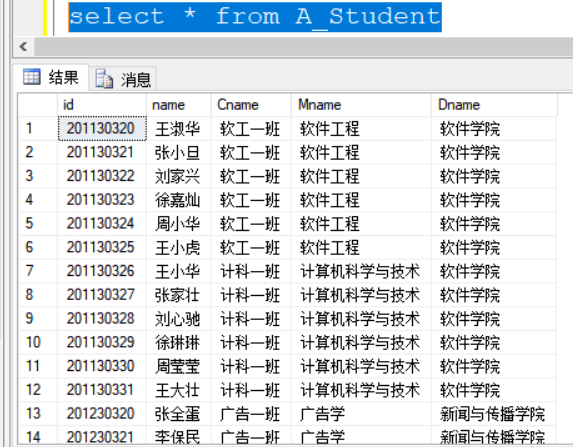 select * from A_Student
结果 消息
id name Cname Mname Dname
1 201130320 王淑华 软工一班 软件工程 软件学院
2 201130321 张小旦 软工一班 软件工程 软件学院
3 201130322 刘家兴 软工一班 软件工程 软件学院
4 201130323 徐嘉灿 软工一班 软件工程 软件学院
5 201130324 周小华 软工一班 软件工程 软件学院
6 201130325 王小虎 软工一班 软件工程 软件学院
7 201130326 王小华 计科一班 计算机科学与技术 软件学院
8 201130327 张家壮 计科一班 计算机科学与技术 软件学院
9 201130328 刘心驰 计科一班 计算机科学与技术 软件学院
10 201130329 徐琳琳 计科一班 计算机科学与技术 软件学院
11 201130330 周莹莹 计科一班 计算机科学与技术 软件学院
12 201130331 王大壮 计科一班 计算机科学与技术 软件学院
13 201230320 张全蛋 广告一班 广告学 新闻与传播学院
14 201230321 李保民 广告一班 广告学 新闻与传播学院